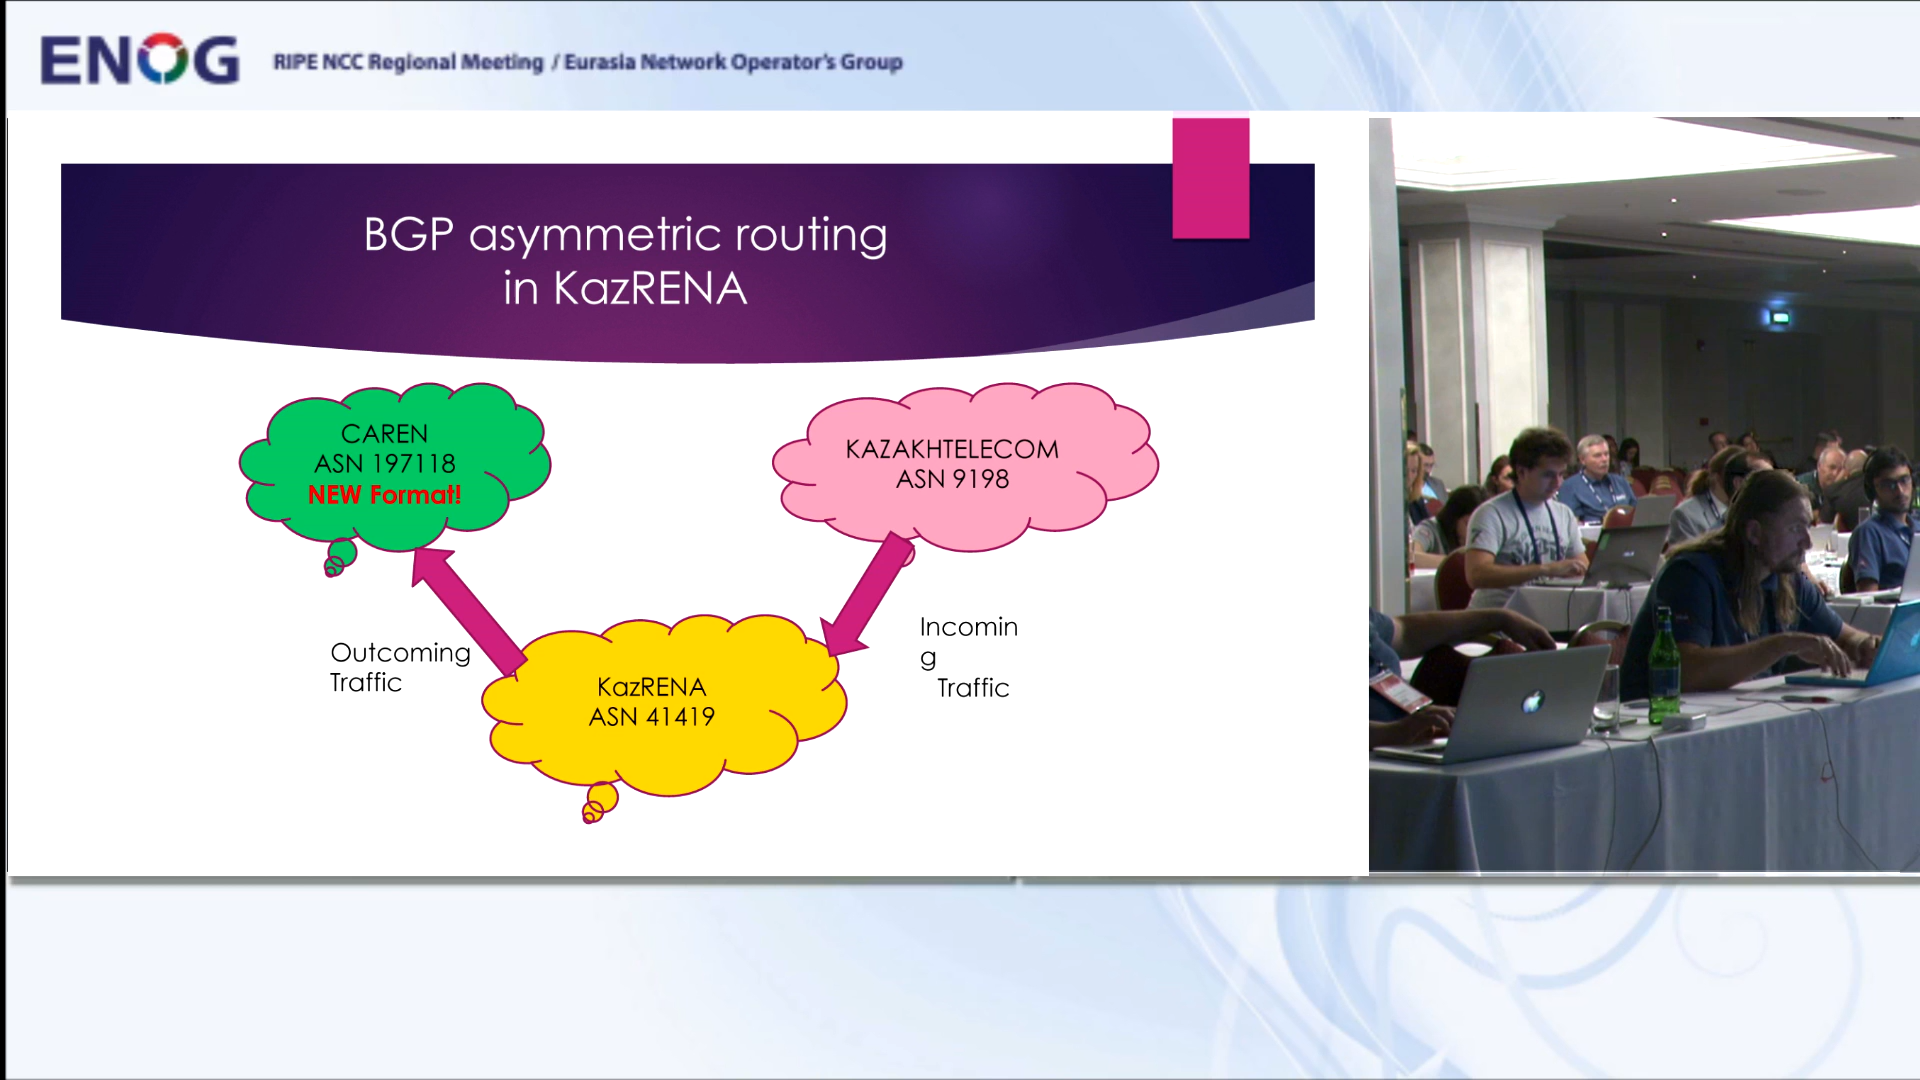 ENOG
RIPE NCC Regional Meeting / Eurasia Network Operator's Group
BGP asymmetric routing
in KazRENA
CAREN
ASN 197118
NEW Format!
KAZAKHTELECOM
ASN 9198
Outcoming
Traffic
Incomin
g
Traffic
KazRENA
ASN 41419